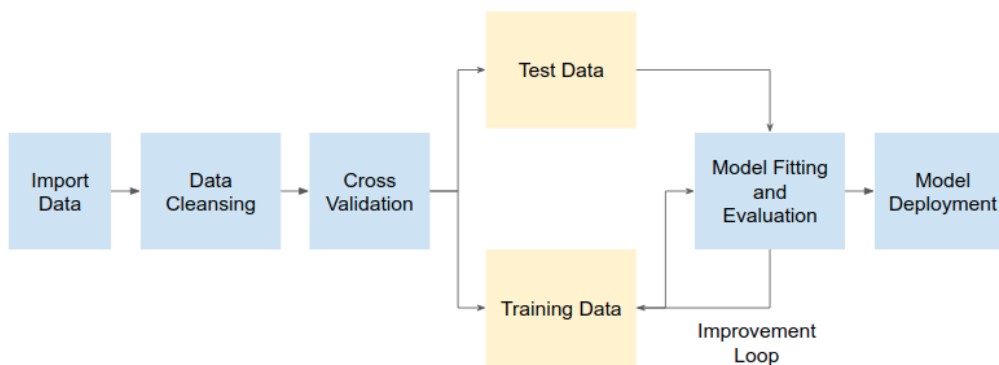 Import
Data
Data
Cleansing
Cross
Validation
Test Data
Training Data
Model Fitting
and
Evaluation
Improvement
Loop
Model
Deployment